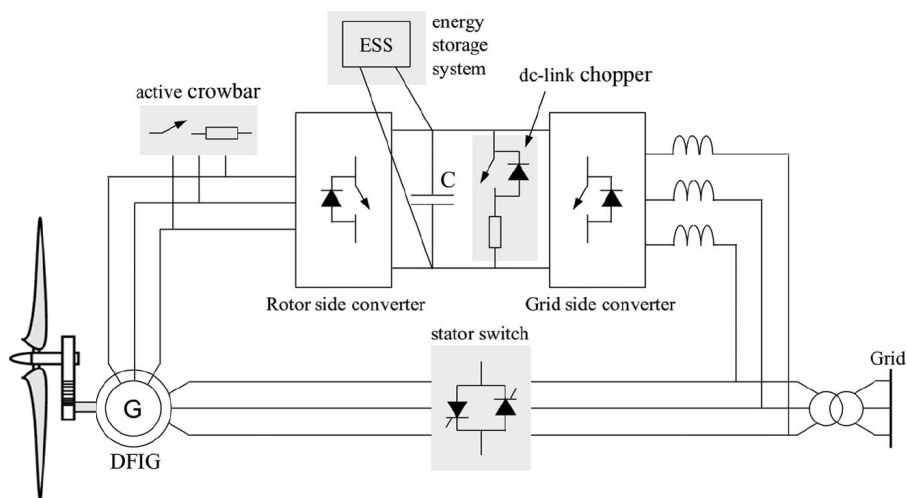 ESS
energy
storage
system
dc-link chopper
active crowbar
C
Rotor side converter
Grid side converter
stator switch
Grid
G
DFIG